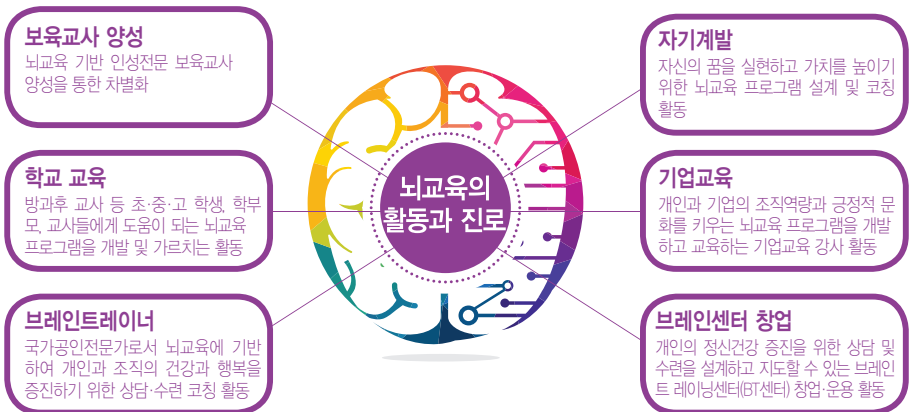 보육교사 양성
뇌교육 기반 인성전문 보육교사
양성을 통한 차별화
학교 교육
방과후 교사 등 초·중·고 학생, 학부
모, 교사들에게 도움이 되는 뇌교육
프로그램을 개발 및 가르치는 활동
브레인트레이너
국가공인전문가로서 뇌교육에 기반
하여 개인과 조직의 건강과 행복을
증진하기 위한 상담·수련 코칭 활동
뇌교육의
활동과 진로
자기계발
자신의 꿈을 실현하고 가치를 높이기
위한 뇌교육 프로그램 설계 및 코칭
활동
기업교육
개인과 기업의 조직역량과 긍정적 문
화를 키우는 뇌교육 프로그램을 개발
하고 교육하는 기업교육 강사 활동
브레인센터 창업
개인의 정신건강 증진을 위한 상담 및
수련을 설계하고 지도할 수 있는 브레인
트 레이닝센터(BT센터) 창업·운용 활동